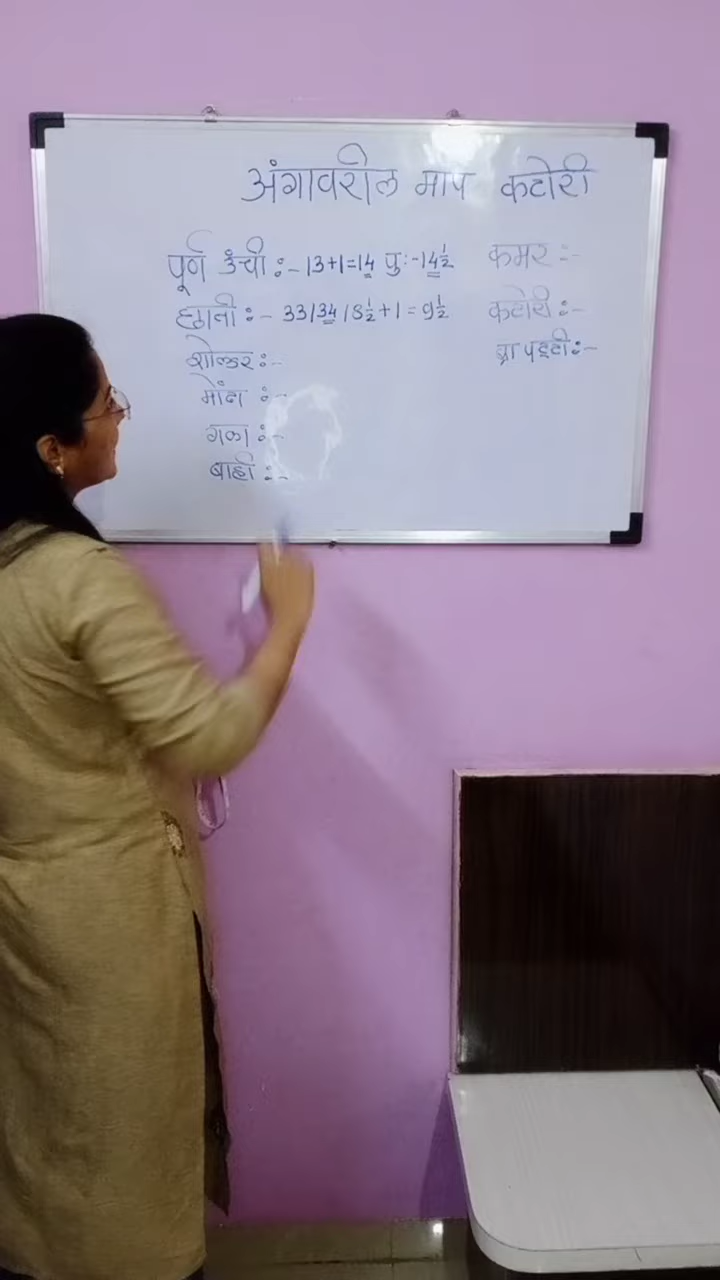 अंगावरील माप कटोरी
पूर्ण उंची :- 13+1=14 पु:-14½
छाती :- 33/34/8½+1=9½
शोल्डर :-
मोंढा :-
गळा :-
बाही :-
कमर :-
कटोरी :-
ब्रा पट्टी :-